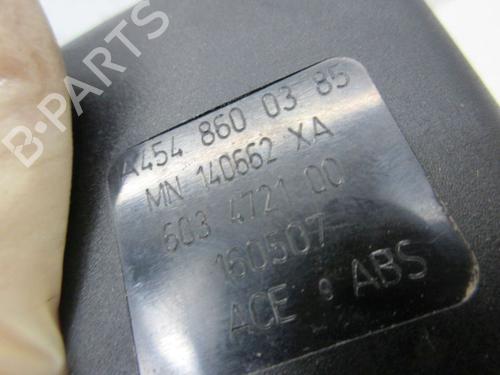 A454 860 03 85
MN 140662 XA
603 4721 00
160507
ACE • ABS
B-PARTS